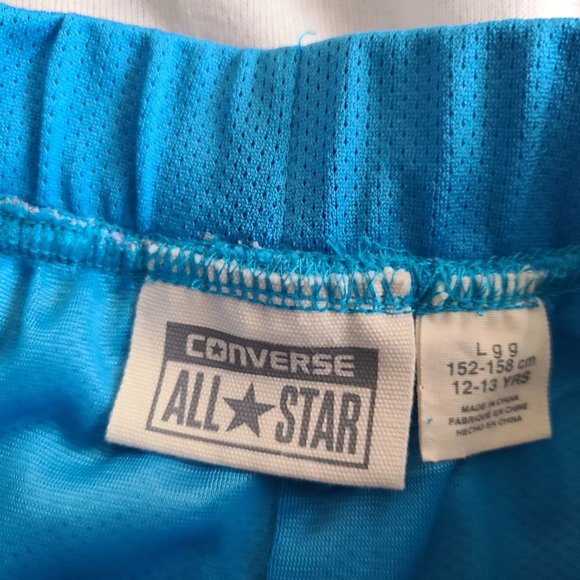 CONVERSE
ALL★STAR
L g g
152-158 cm
12-13 YRS
MADE IN CHINA
FABRIQUÉ EN CHINE
HECHO EN CHINA